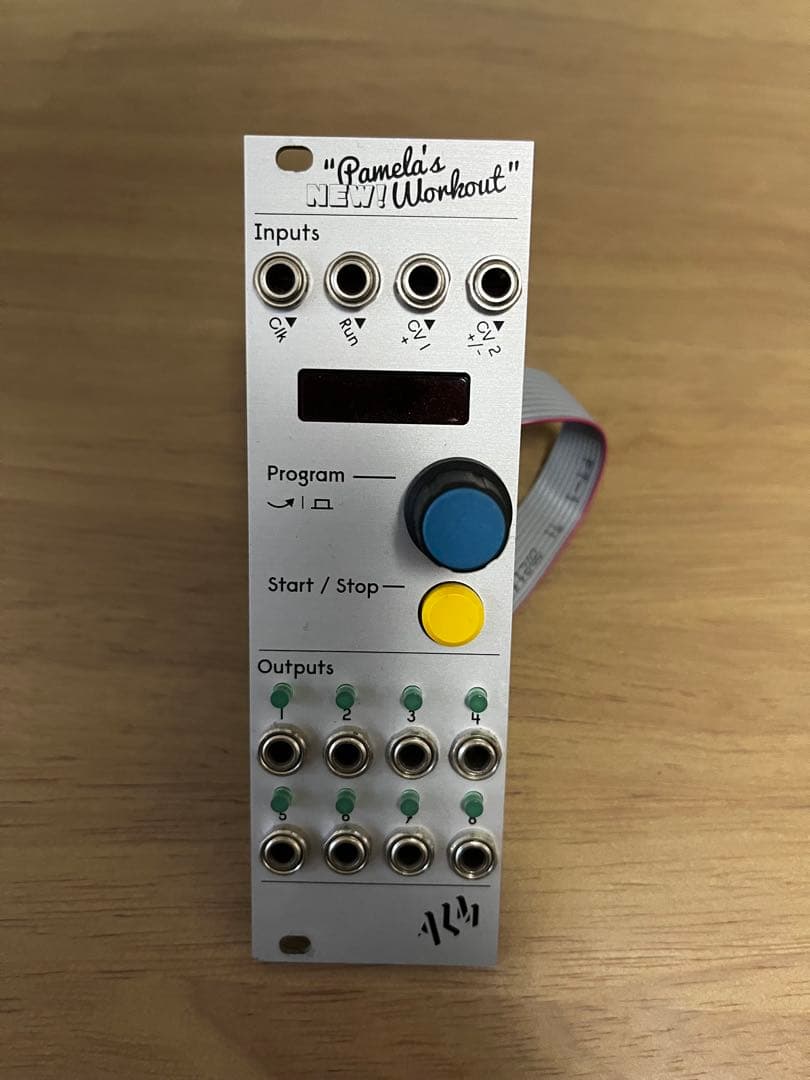 "Pamela's
NEW! Workout"
Inputs
Clk
Run
CV 1
+
CV 2
+/-
Program
Start / Stop
Outputs
1 2 3 4
5 6 7 8
ALM